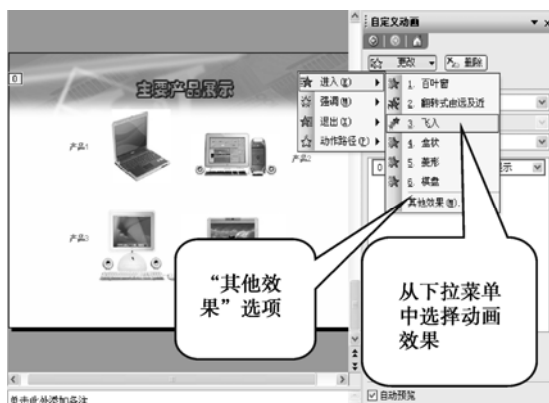 自定义动画
更改
删除
0
主要产品展示
进入(E)
强调(M)
退出(X)
动作路径(P)
1. 百叶窗
2. 翻转式由远及近
3. 飞入
4. 盒状
5. 菱形
6. 棋盘
其他效果(M)..
产品1
产品2
产品3
0
示
“其他效
果”选项
从下拉菜单
中选择动画
效果
单击此处添加备注
自动预览